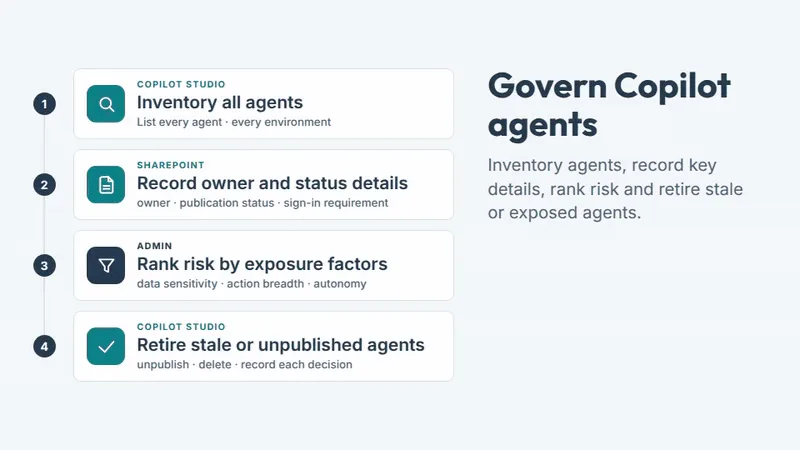 1
COPILOT STUDIO
Inventory all agents
List every agent · every environment
2
SHAREPOINT
Record owner and status details
owner · publication status · sign-in requirement
3
ADMIN
Rank risk by exposure factors
data sensitivity · action breadth · autonomy
4
COPILOT STUDIO
Retire stale or unpublished agents
unpublish · delete · record each decision
Govern Copilot
agents
Inventory agents, record key
details, rank risk and retire stale
or exposed agents.